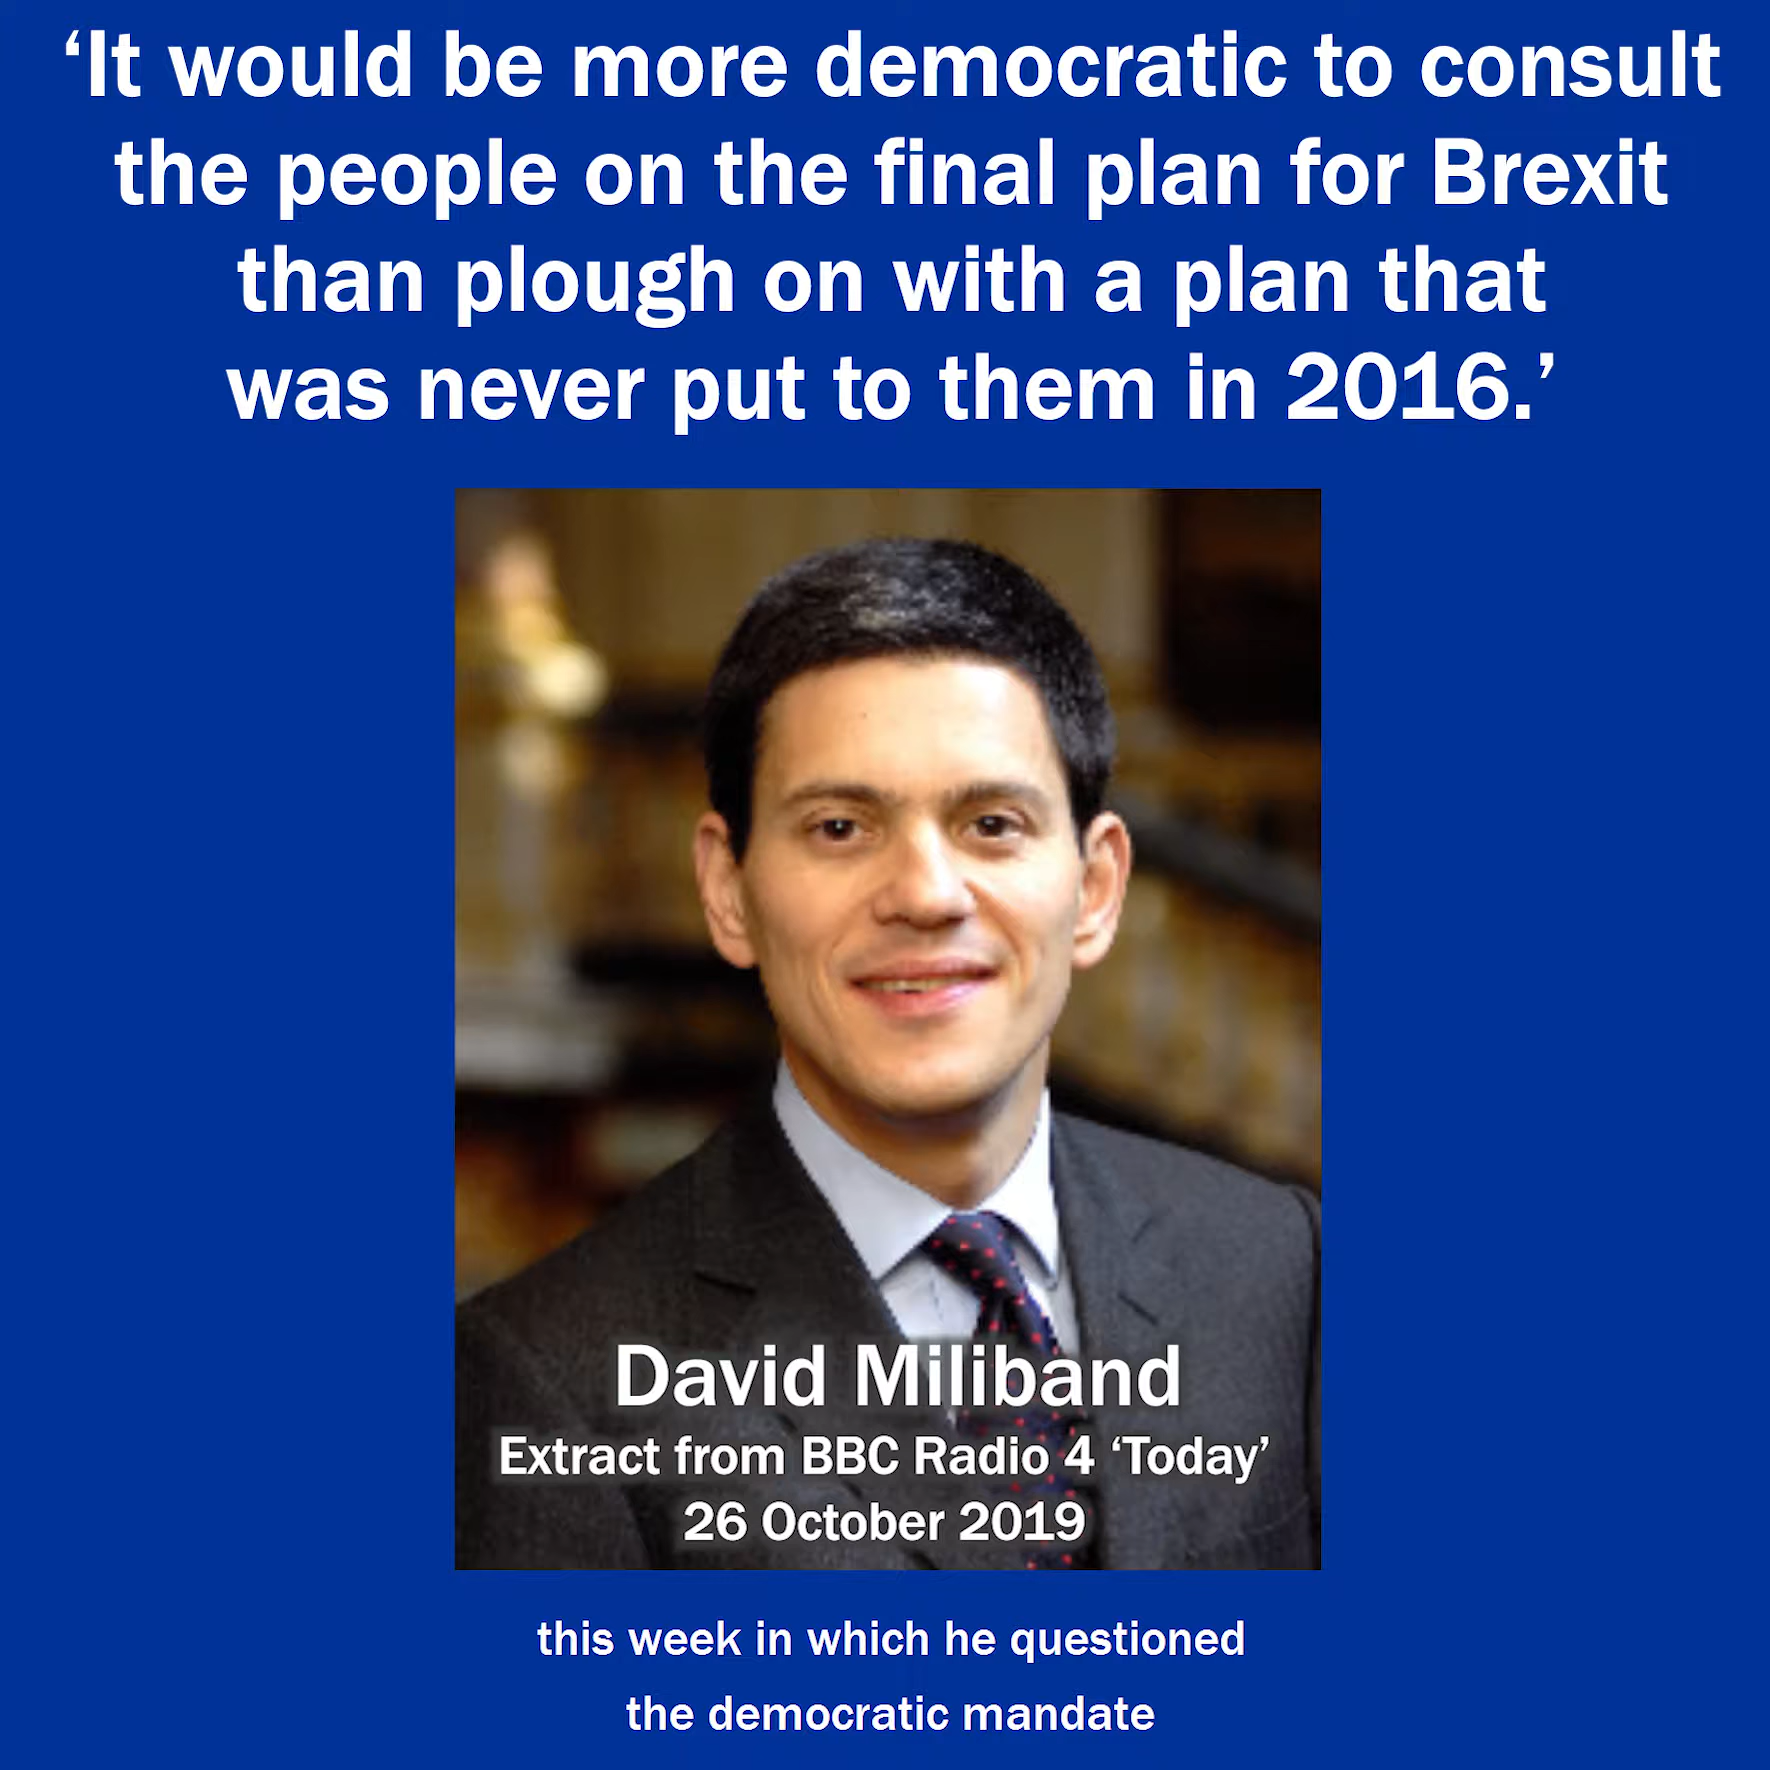 ‘It would be more democratic to consult
the people on the final plan for Brexit
than plough on with a plan that
was never put to them in 2016.’
David Miliband
Extract from BBC Radio 4 ‘Today’
26 October 2019
this week in which he questioned
the democratic mandate